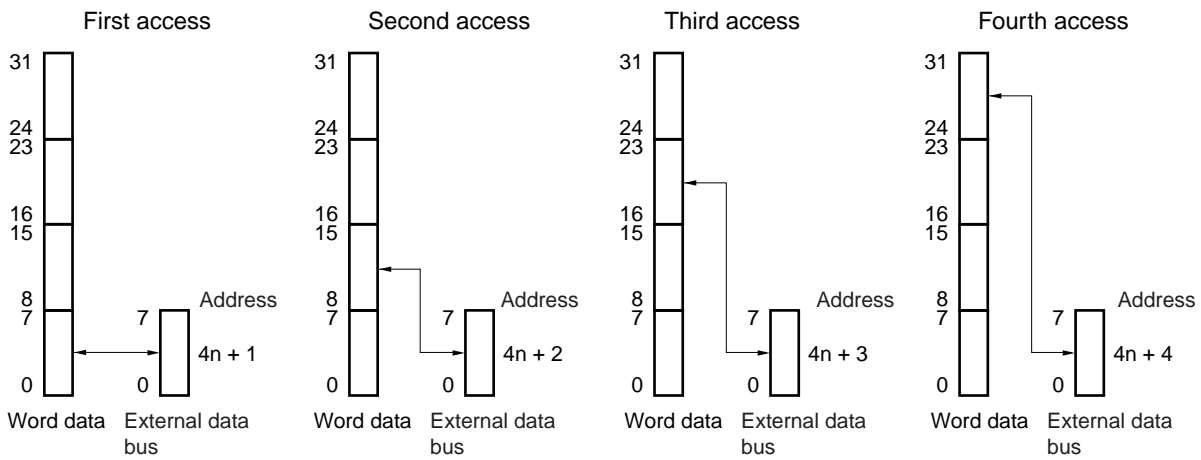 First access
31
24
23
16
15
8
7
0
Word data
Address
7
4n + 1
0
External data
bus
Second access
31
24
23
16
15
8
7
0
Word data
Address
7
4n + 2
0
External data
bus
Third access
31
24
23
16
15
8
7
0
Word data
Address
7
4n + 3
0
External data
bus
Fourth access
31
24
23
16
15
8
7
0
Word data
Address
7
4n + 4
0
External data
bus